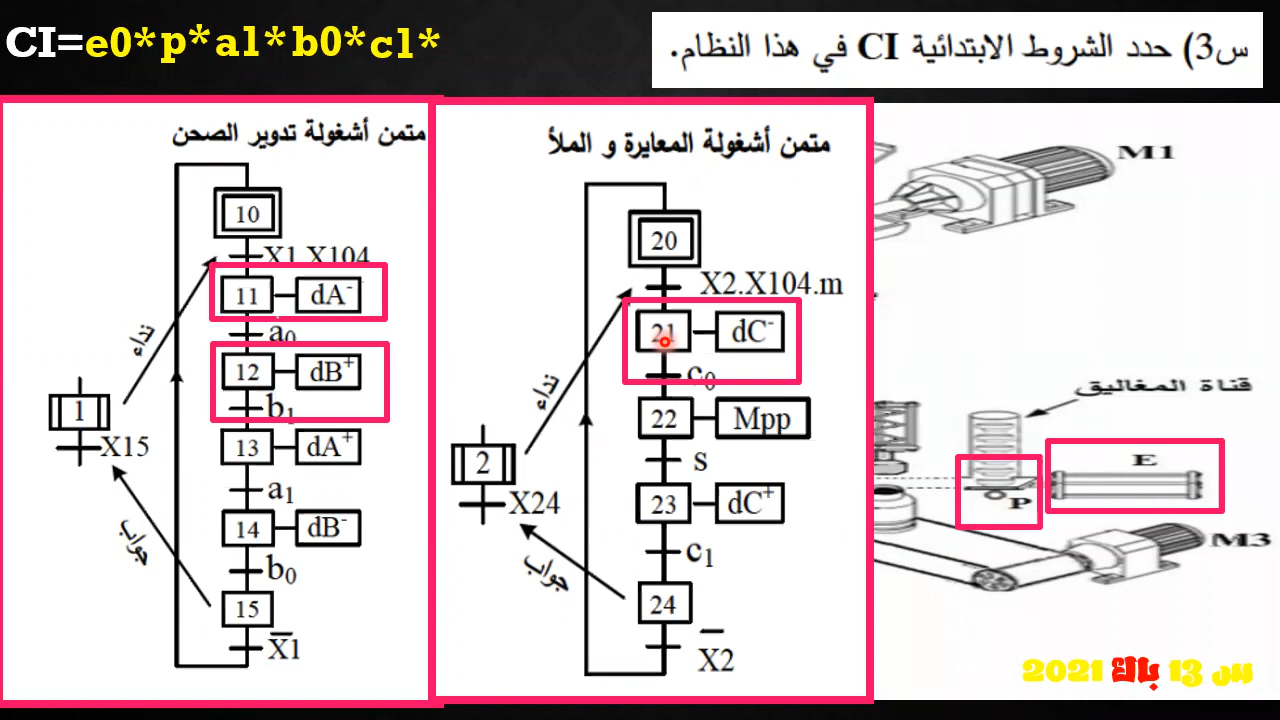 CI=e0*p*a1*b0*c1*
س3) حدد الشروط الابتدائية CI في هذا النظام.
متمن أشغولة تدوير الصحن
10
X1.X104
11 dA-
a0
نداء
12 dB+
b1
1
X15
13 dA+
a1
14 dB-
جواب
b0
15
X̅1
متمن أشغولة المعايرة و الملأ
20
X2.X104.m
21 dC-
c0
نداء
22 Mpp
s
2
X24
23 dC+
c1
جواب
24
X̅2
M1
قناة المغاليق
E
P
M3
س 13 باك 2021